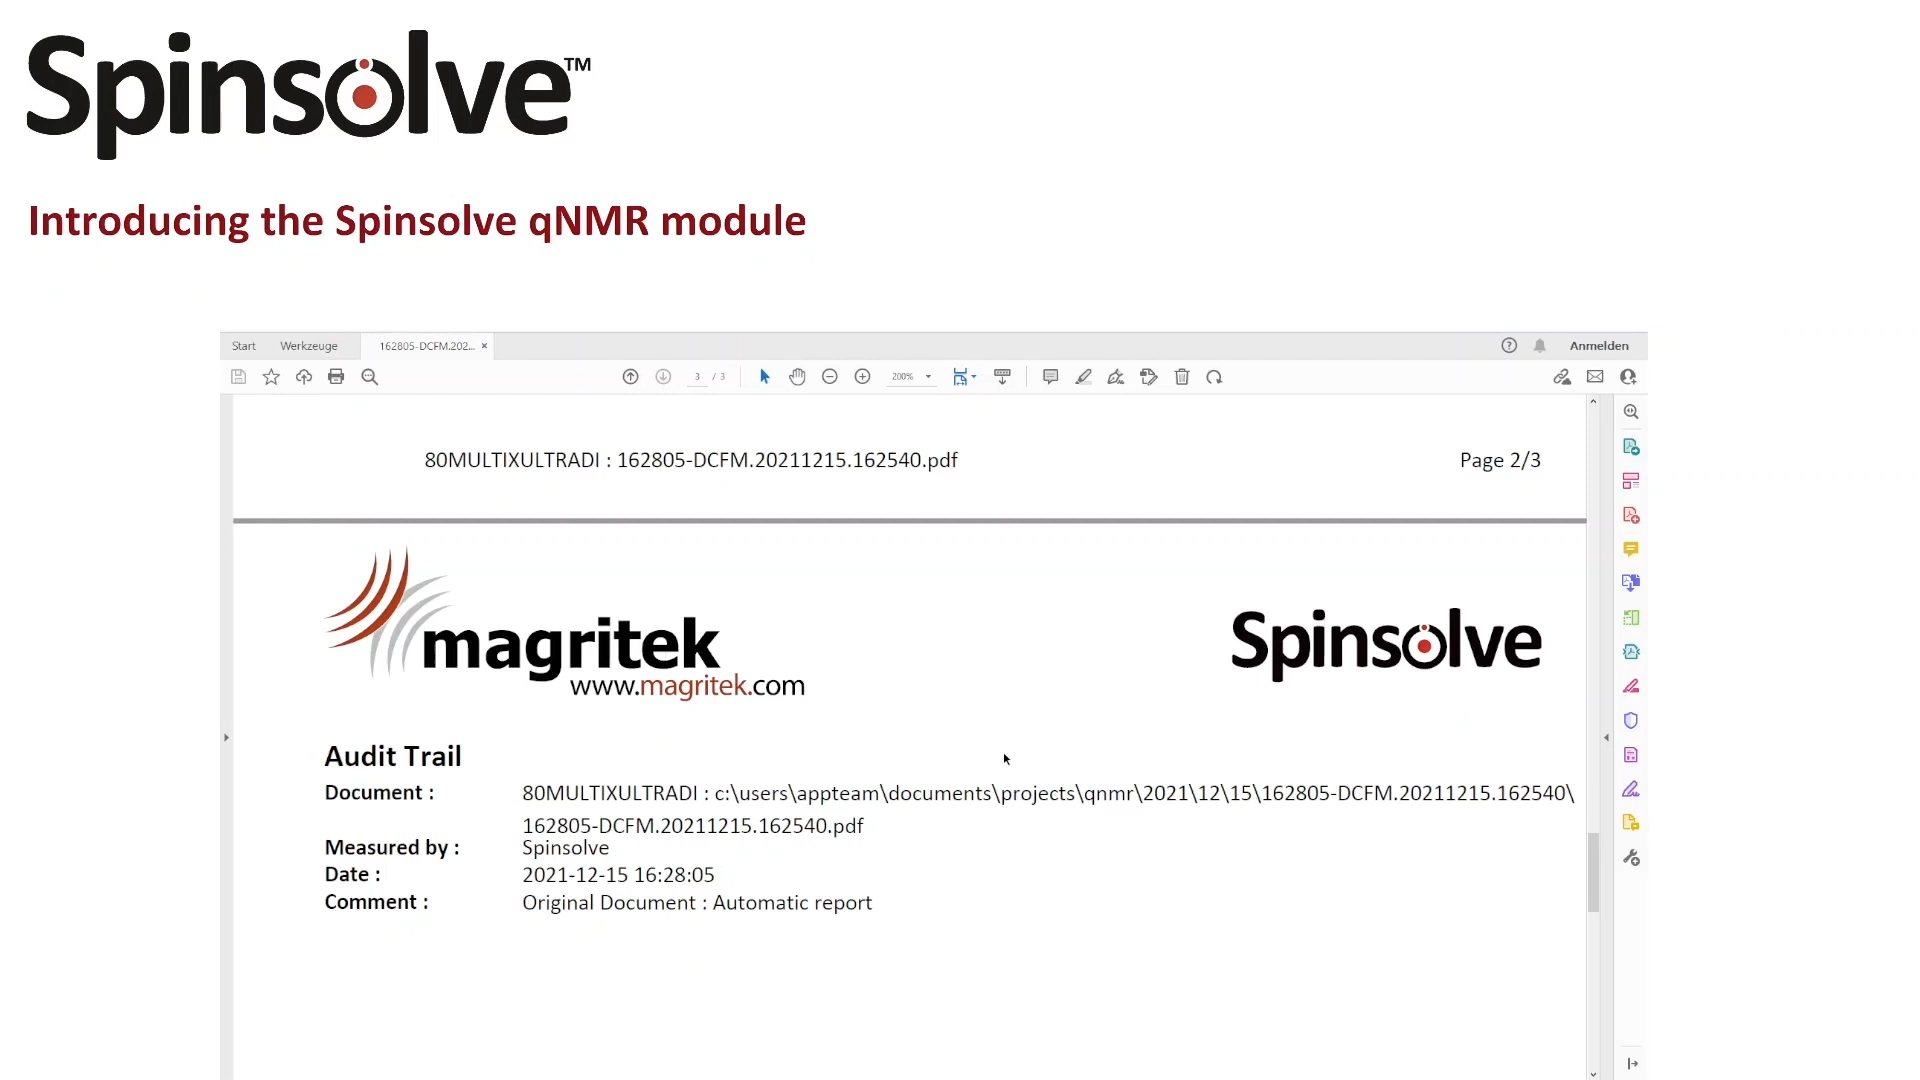 Spinsolve™
Introducing the Spinsolve qNMR module
Start Werkzeuge 162805-DCFM.202... × Anmelden
3 / 3 200%
80MULTIXULTRADI : 162805-DCFM.20211215.162540.pdf Page 2/3
magritek
www.magritek.com
Spinsolve
Audit Trail
Document : 80MULTIXULTRADI : c:\users\appteam\documents\projects\qnmr\2021\12\15\162805-DCFM.20211215.162540\
162805-DCFM.20211215.162540.pdf
Measured by : Spinsolve
Date : 2021-12-15 16:28:05
Comment : Original Document : Automatic report